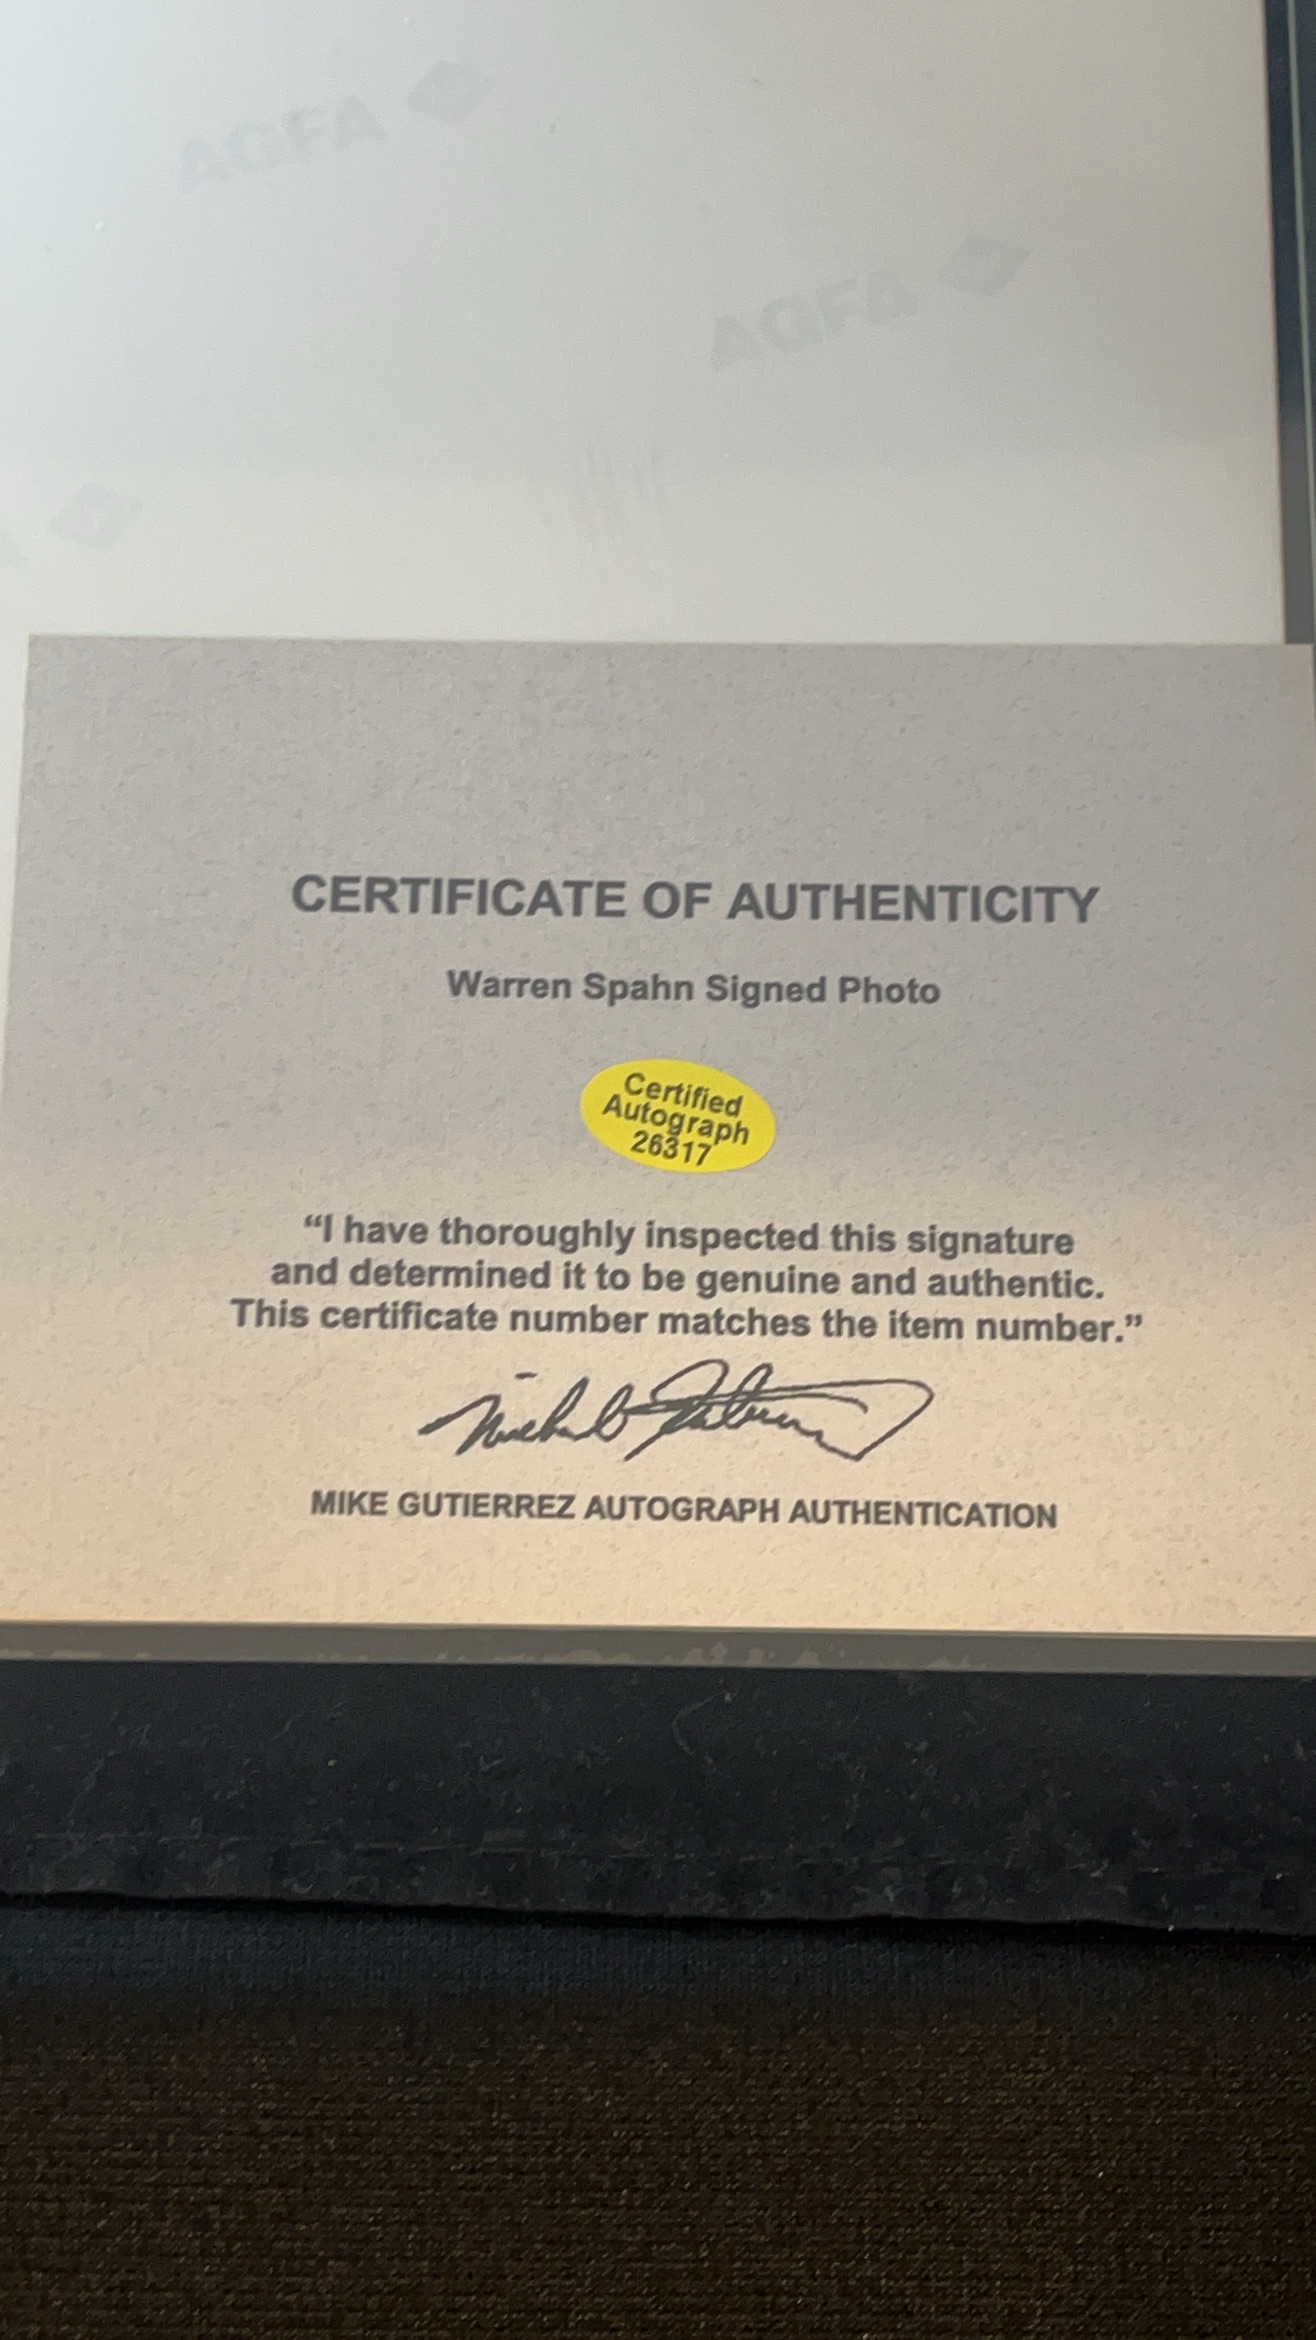 AGFA
AGFA
CERTIFICATE OF AUTHENTICITY
Warren Spahn Signed Photo
Certified
Autograph
26317
“I have thoroughly inspected this signature
and determined it to be genuine and authentic.
This certificate number matches the item number.”
MIKE GUTIERREZ AUTOGRAPH AUTHENTICATION